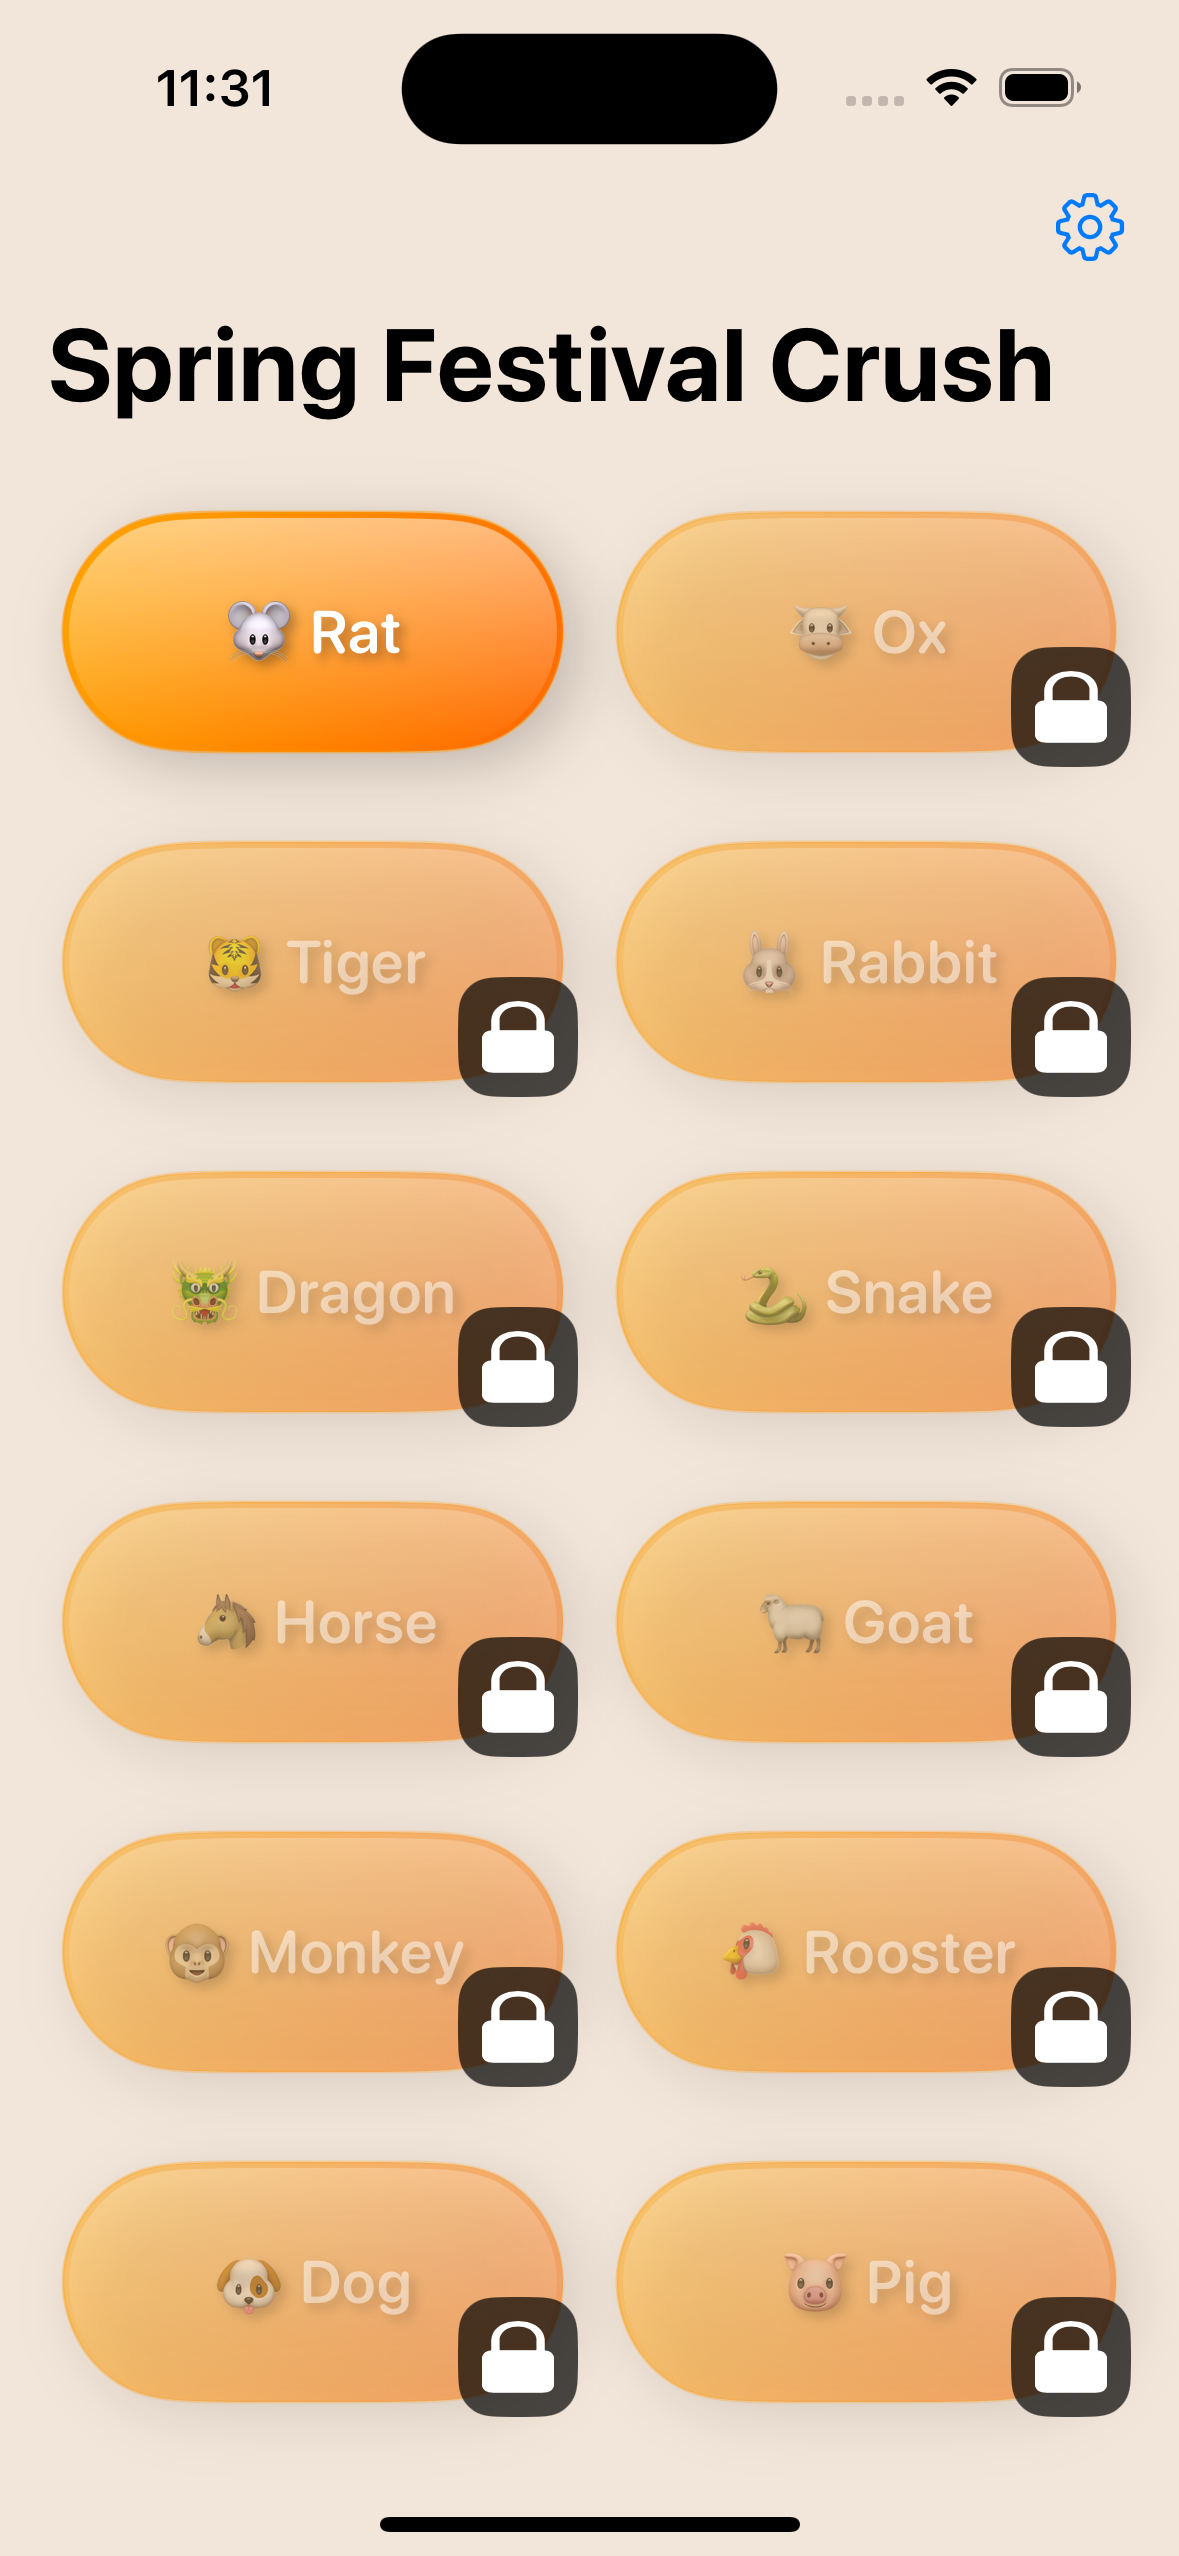 11:31
Spring Festival Crush
🐭 Rat
🐮 Ox
🐯 Tiger
🐰 Rabbit
🐲 Dragon
🐍 Snake
🐴 Horse
🐐 Goat
🐵 Monkey
🐔 Rooster
🐶 Dog
🐷 Pig